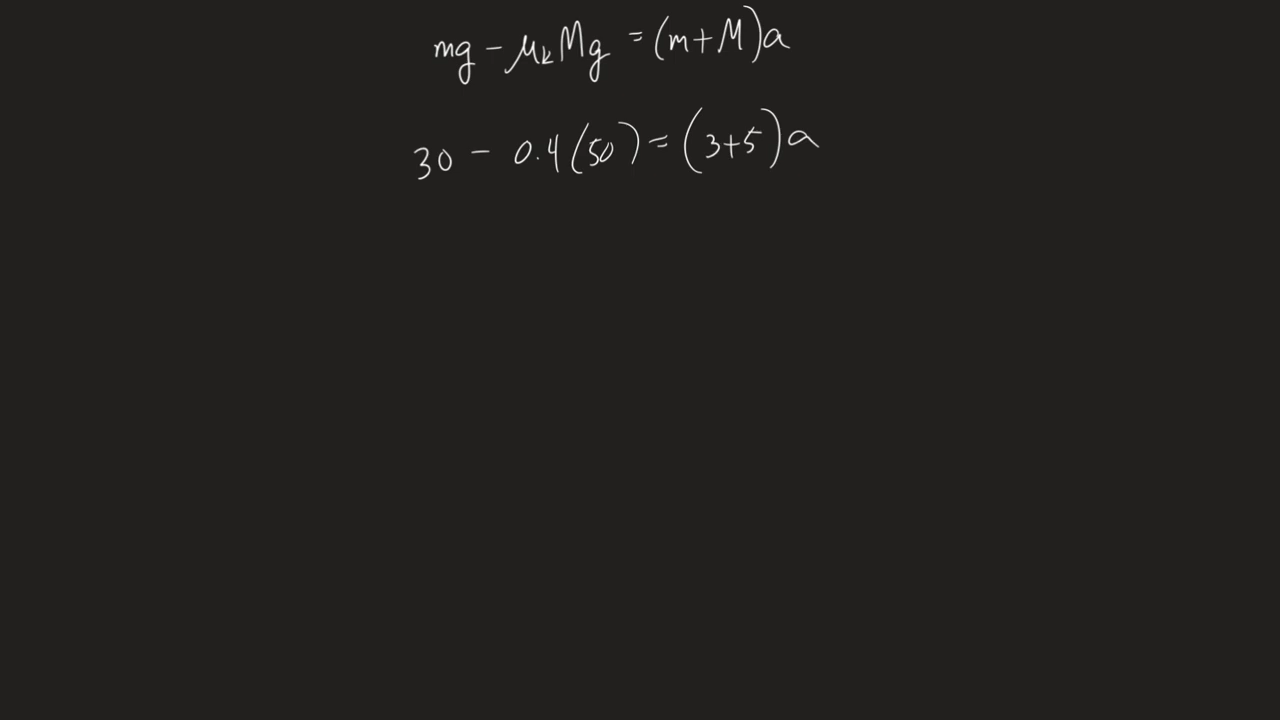 mg - μₖMg = (m+M)a
30 - 0.4(50) = (3+5)a